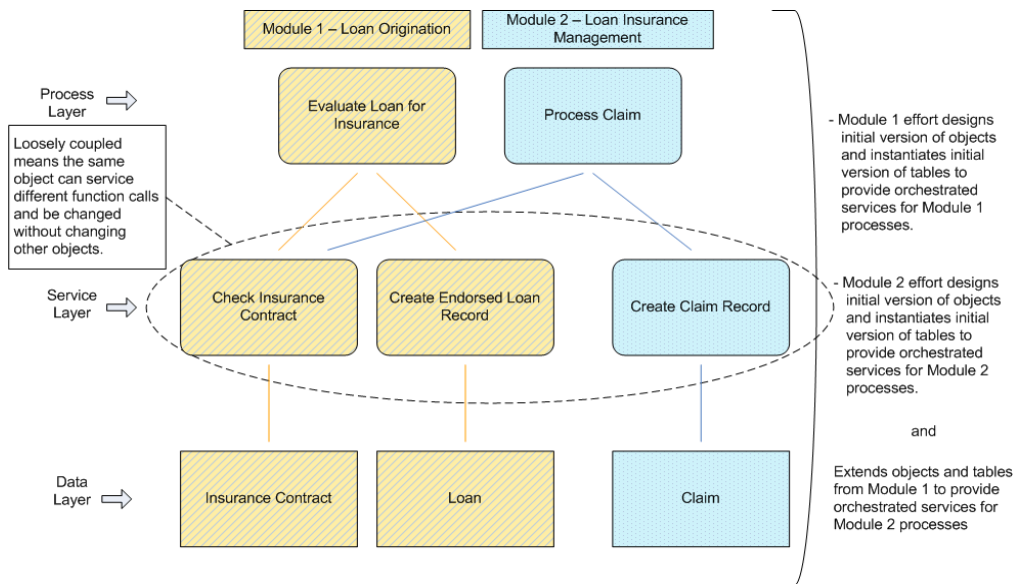 Module 1 – Loan Origination
Module 2 – Loan Insurance
Management
Process
Layer
Evaluate Loan for
Insurance
Process Claim
Loosely coupled
means the same
object can service
different function calls
and be changed
without changing
other objects.
- Module 1 effort designs
initial version of objects
and instantiates initial
version of tables to
provide orchestrated
services for Module 1
processes.
Service
Layer
Check Insurance
Contract
Create Endorsed Loan
Record
Create Claim Record
- Module 2 effort designs
initial version of objects
and instantiates initial
version of tables to
provide orchestrated
services for Module 2
processes.
and
Data
Layer
Insurance Contract
Loan
Claim
Extends objects and tables
from Module 1 to provide
orchestrated services for
Module 2 processes